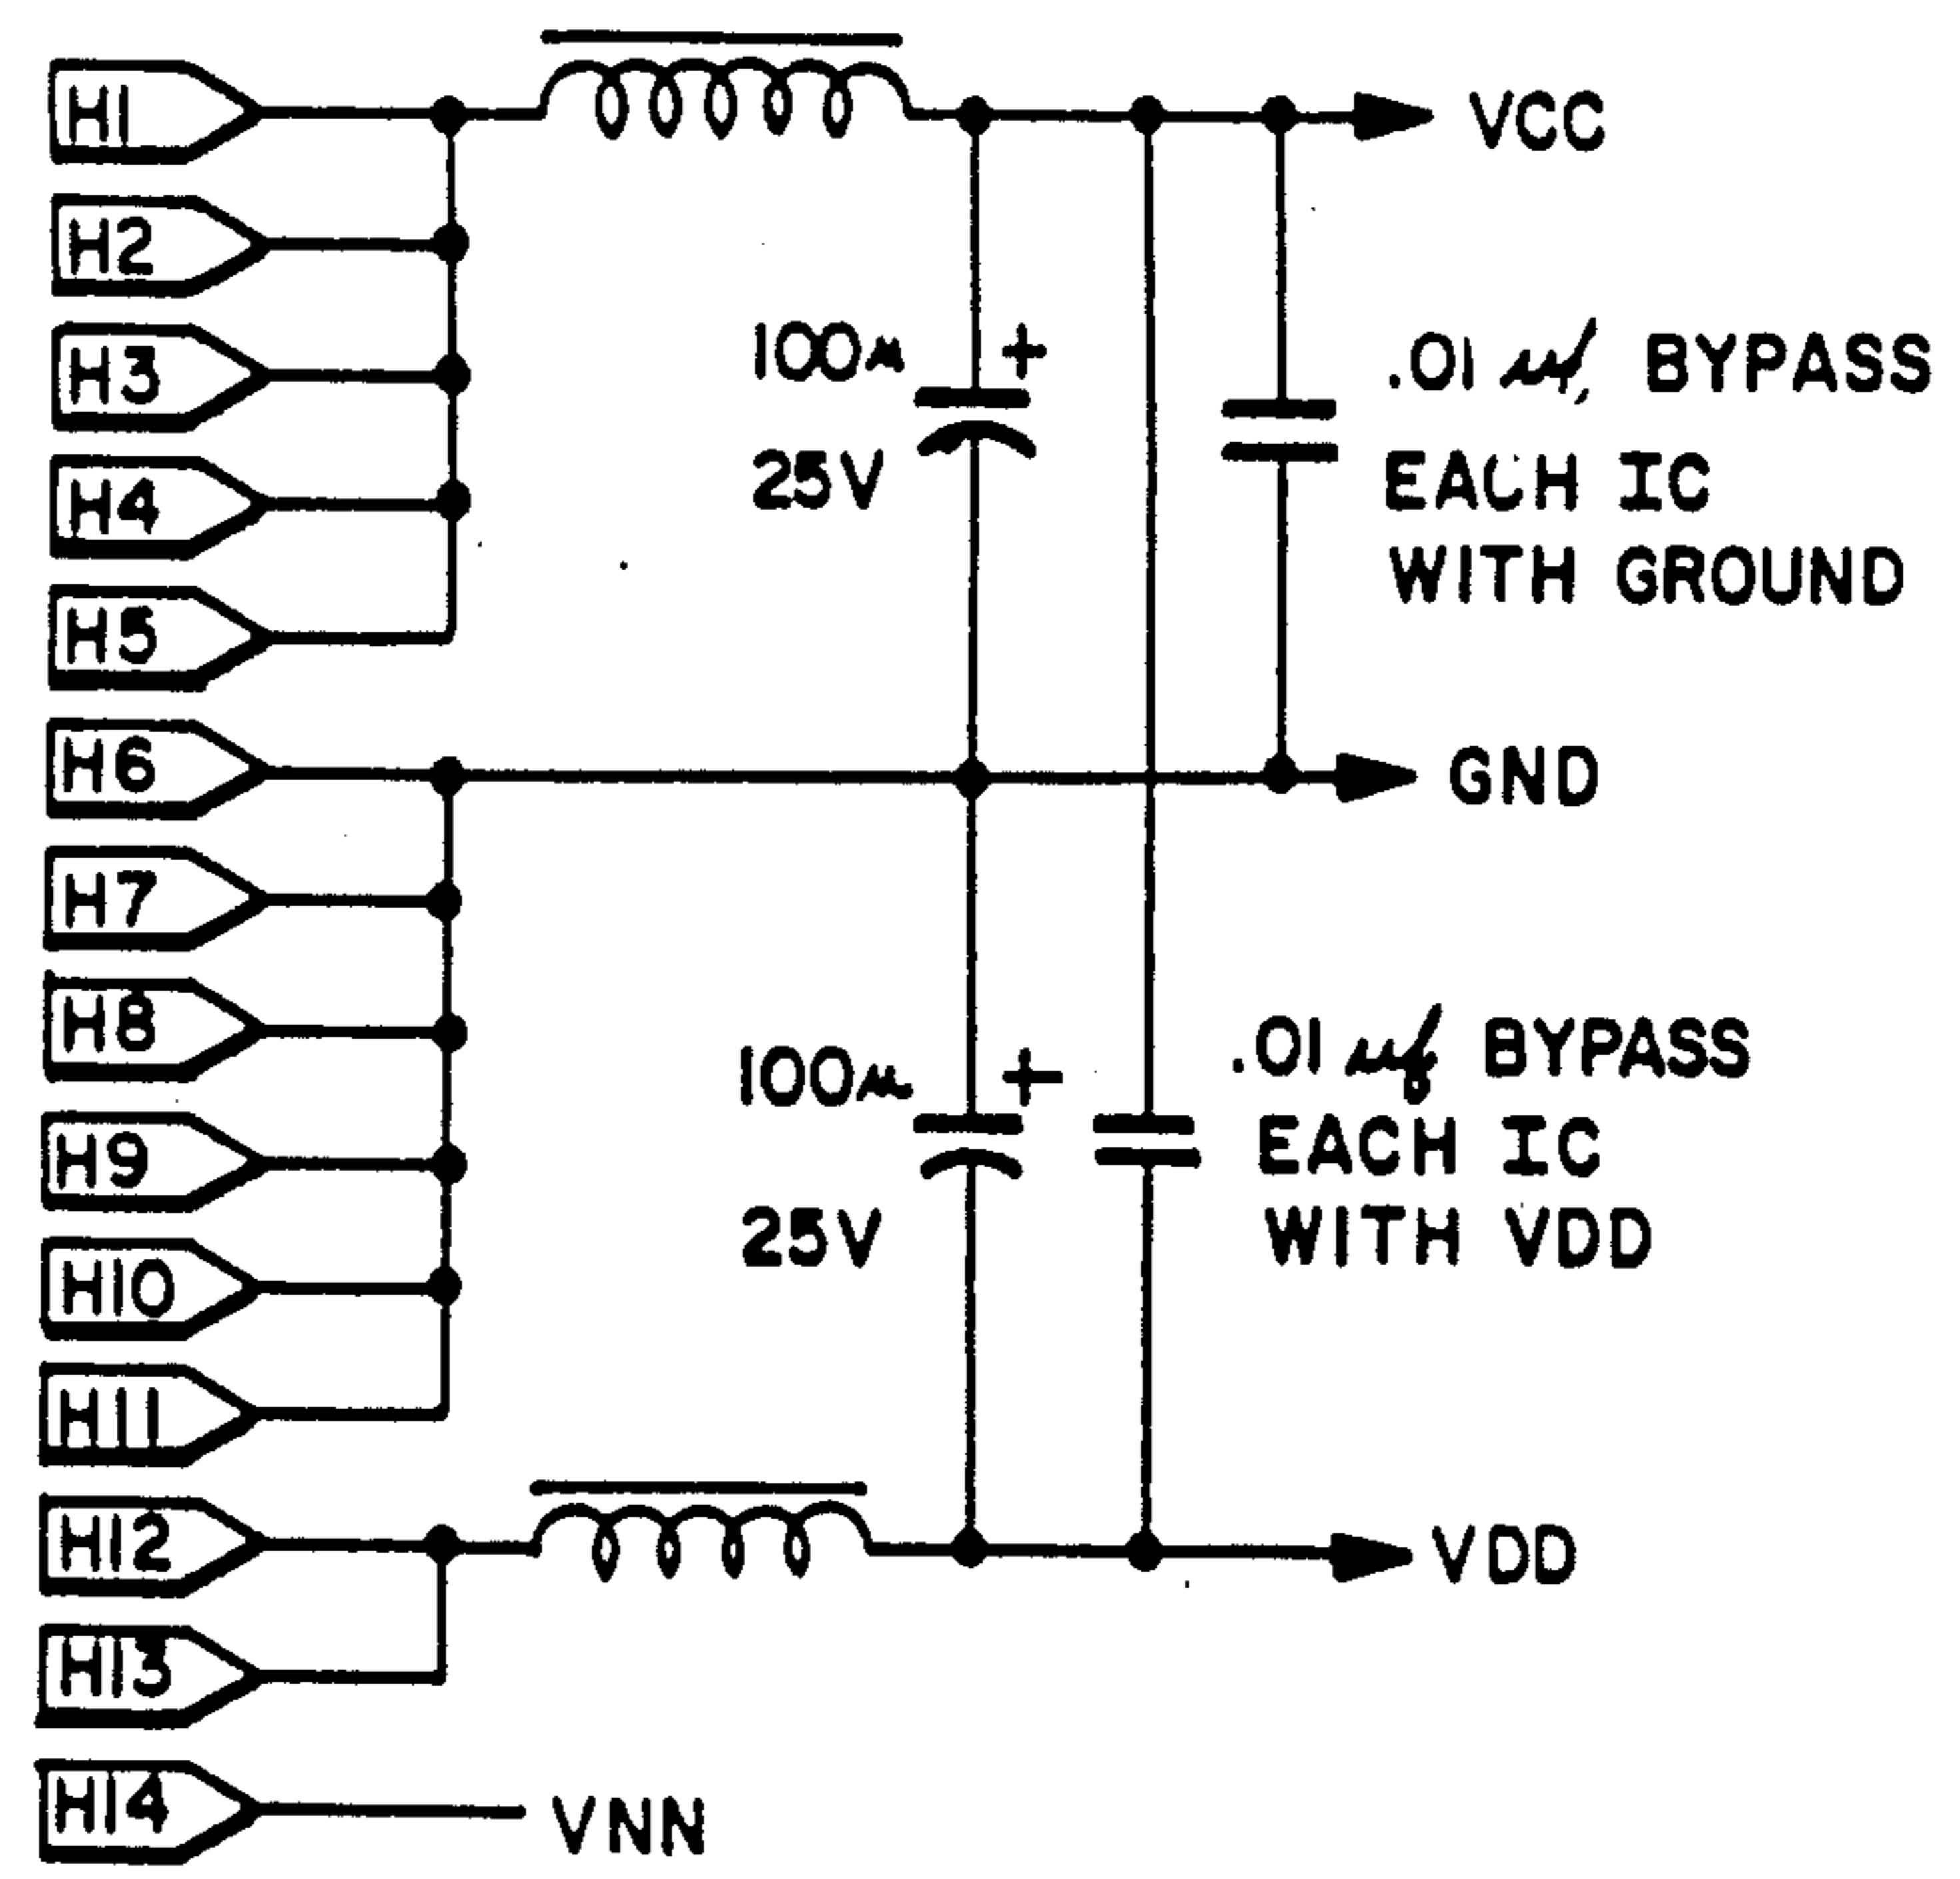 H1
VCC
H2
H3
100μ +
.01 μf, BYPASS
H4
25V
EACH IC
WITH GROUND
H5
H6
GND
H7
H8
100μ +
.01 μf BYPASS
H9
EACH IC
25V
WITH VDD
H10
H11
H12
VDD
H13
H14
VNN